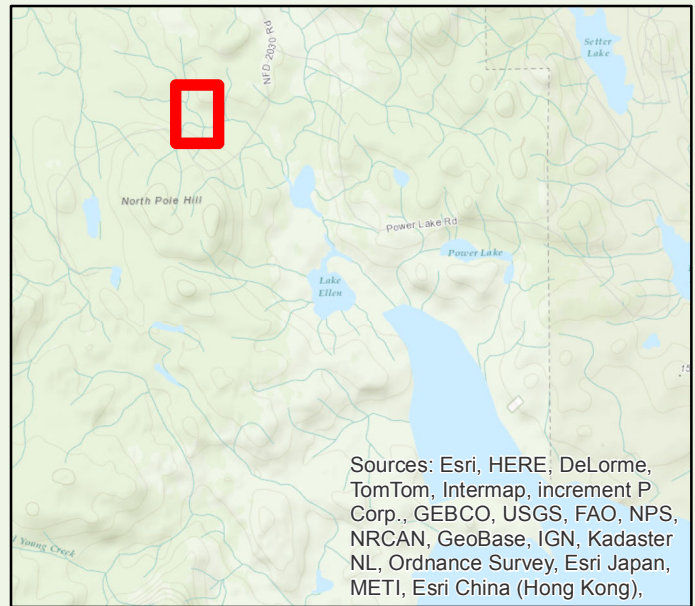 Setter
Lake
NFD 2030 Rd
North Pole Hill
Power Lake Rd
Power Lake
Lake
Ellen
15
Young Creek
Sources: Esri, HERE, DeLorme,
TomTom, Intermap, increment P
Corp., GEBCO, USGS, FAO, NPS,
NRCAN, GeoBase, IGN, Kadaster
NL, Ordnance Survey, Esri Japan,
METI, Esri China (Hong Kong),